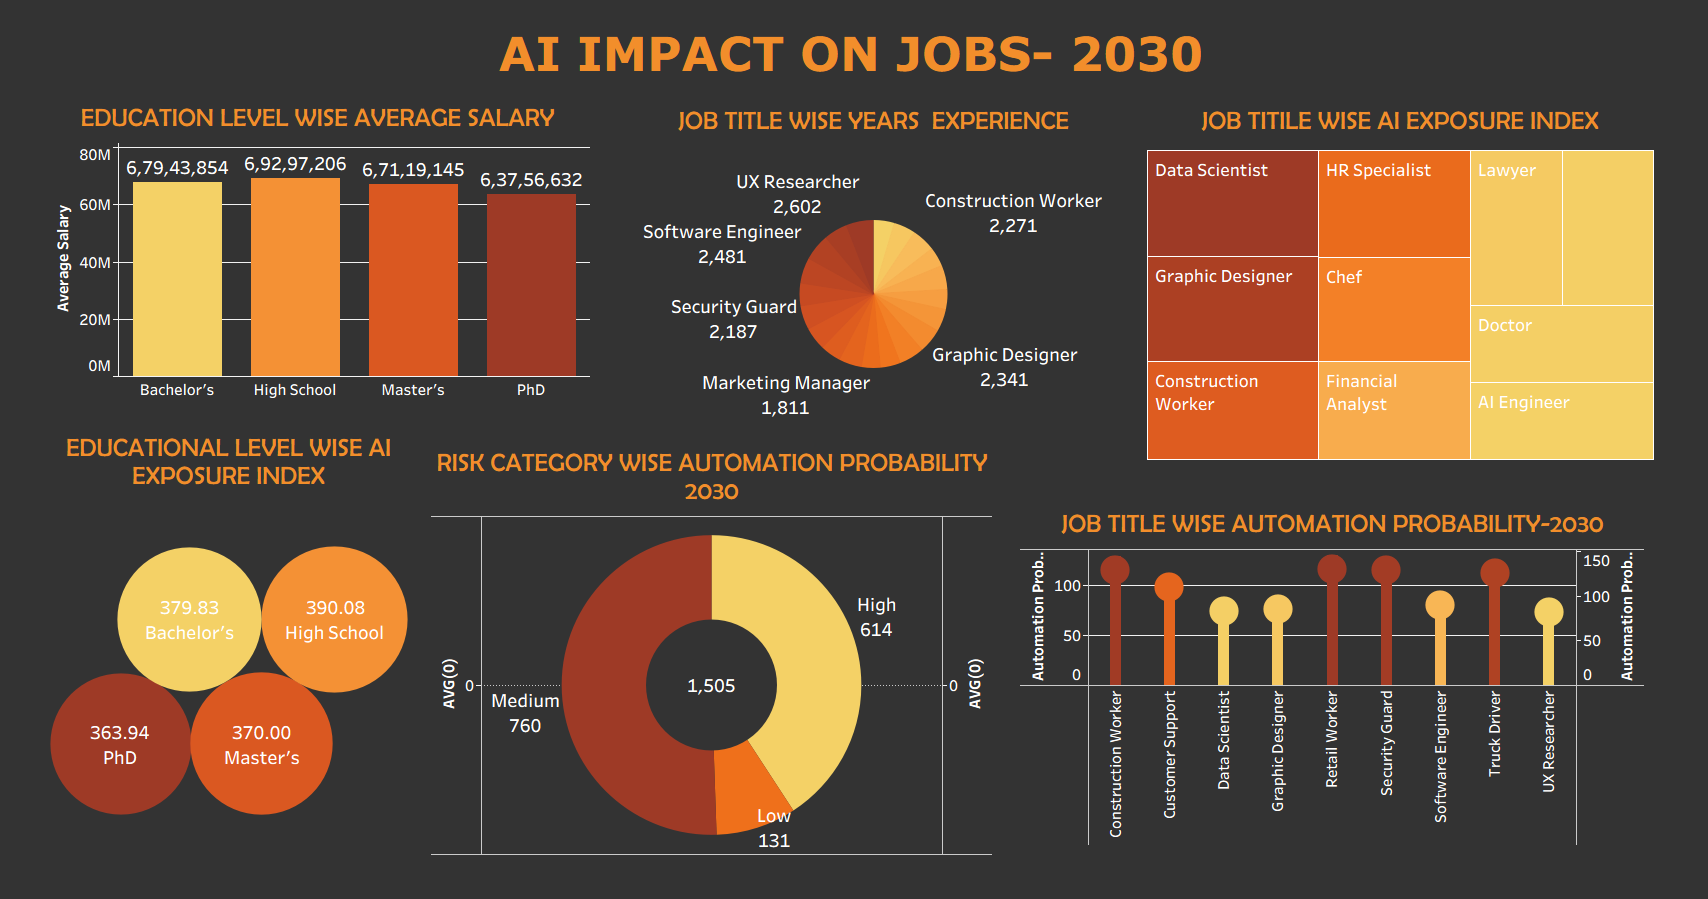 AI IMPACT ON JOBS- 2030
EDUCATION LEVEL WISE AVERAGE SALARY
80M
60M
40M
20M
0M
Average Salary
6,79,43,854
6,92,97,206
6,71,19,145
6,37,56,632
Bachelor's
High School
Master's
PhD
JOB TITLE WISE YEARS  EXPERIENCE
UX Researcher
2,602
Construction Worker
2,271
Software Engineer
2,481
Security Guard
2,187
Graphic Designer
2,341
Marketing Manager
1,811
JOB TITILE WISE AI EXPOSURE INDEX
Data Scientist
HR Specialist
Lawyer
Graphic Designer
Chef
Doctor
Construction
Worker
Financial
Analyst
AI Engineer
EDUCATIONAL LEVEL WISE AI
EXPOSURE INDEX
379.83
Bachelor's
390.08
High School
363.94
PhD
370.00
Master's
RISK CATEGORY WISE AUTOMATION PROBABILITY
2030
AVG(0)
0
High
614
1,505
Medium
760
Low
131
0
AVG(0)
JOB TITLE WISE AUTOMATION PROBABILITY-2030
Automation Prob..
100
50
0
150
100
50
0
Automation Prob..
Construction Worker
Customer Support
Data Scientist
Graphic Designer
Retail Worker
Security Guard
Software Engineer
Truck Driver
UX Researcher